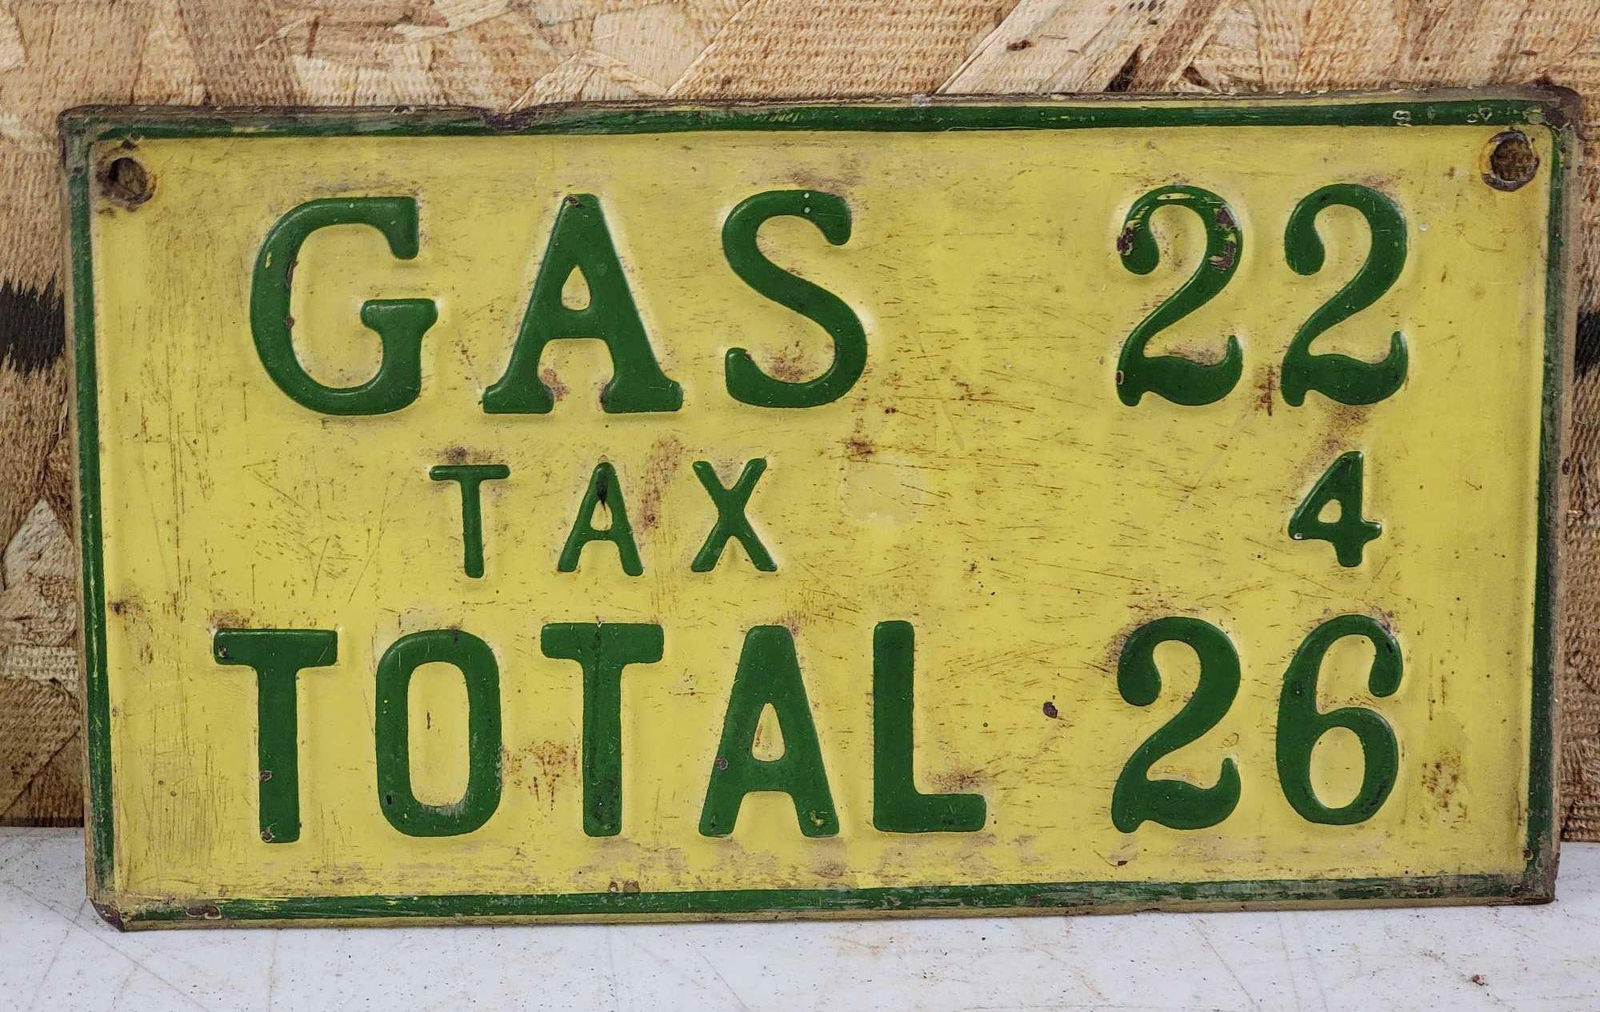 GAS 22
TAX 4
TOTAL 26